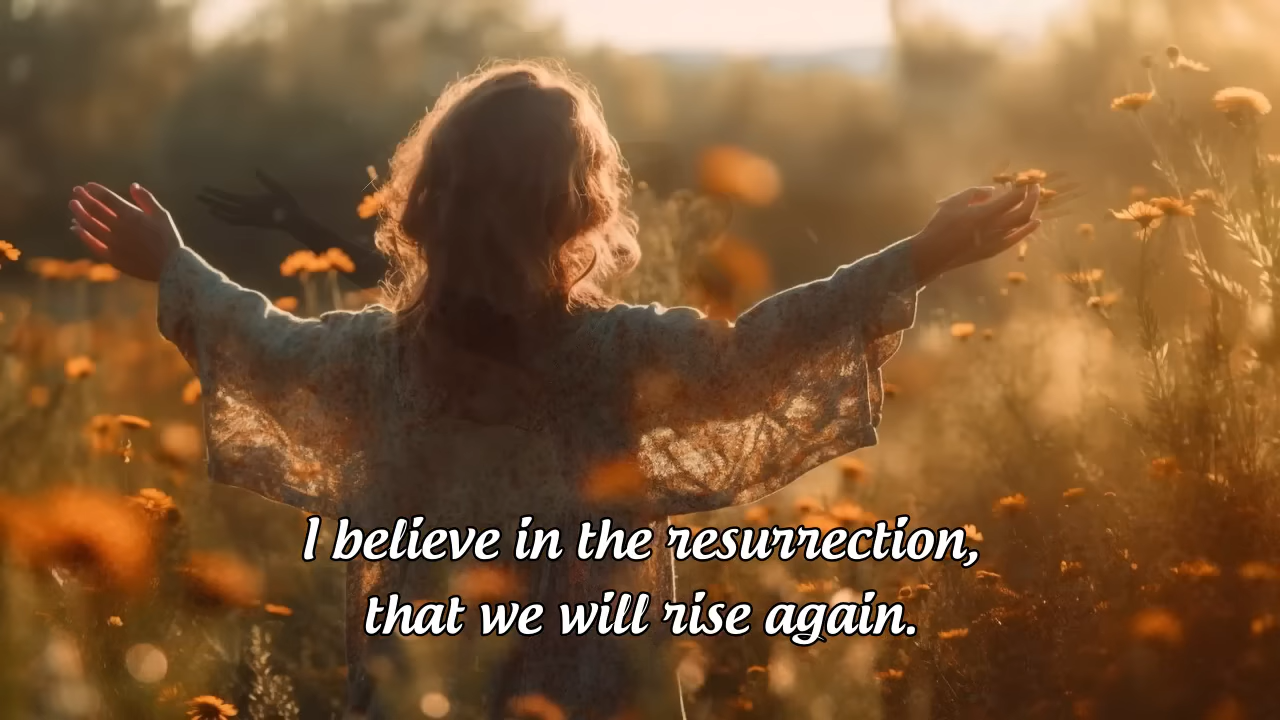 I believe in the resurrection,
that we will rise again.